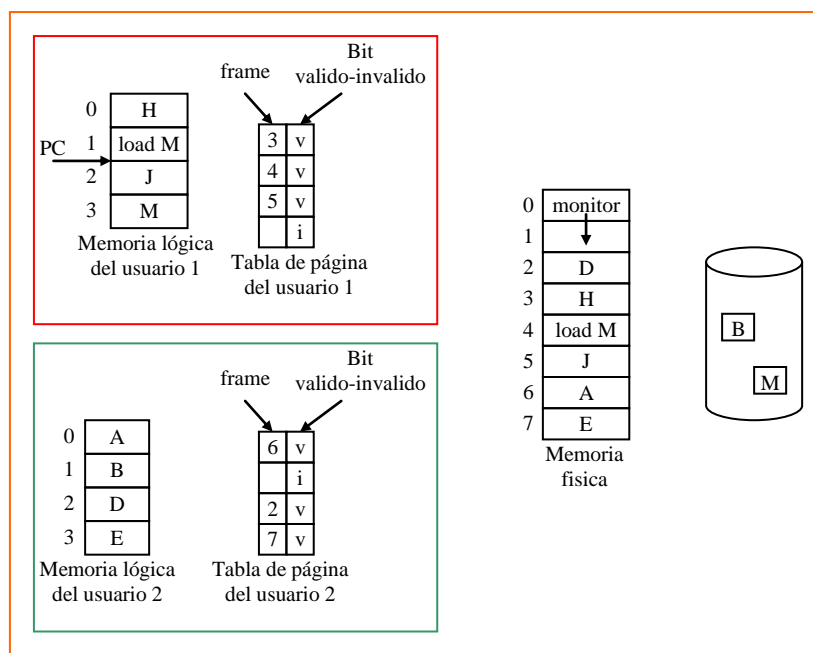 Bit
frame valido-invalido
0 H
PC 1 load M
2 J
3 M
3 v
4 v
5 v
i
Memoria lógica
del usuario 1
Tabla de página
del usuario 1
Bit
frame valido-invalido
0 A
1 B
2 D
3 E
6 v
i
2 v
7 v
Memoria lógica
del usuario 2
Tabla de página
del usuario 2
0 monitor
1
2 D
3 H
4 load M
5 J
6 A
7 E
Memoria
fisica
B
M